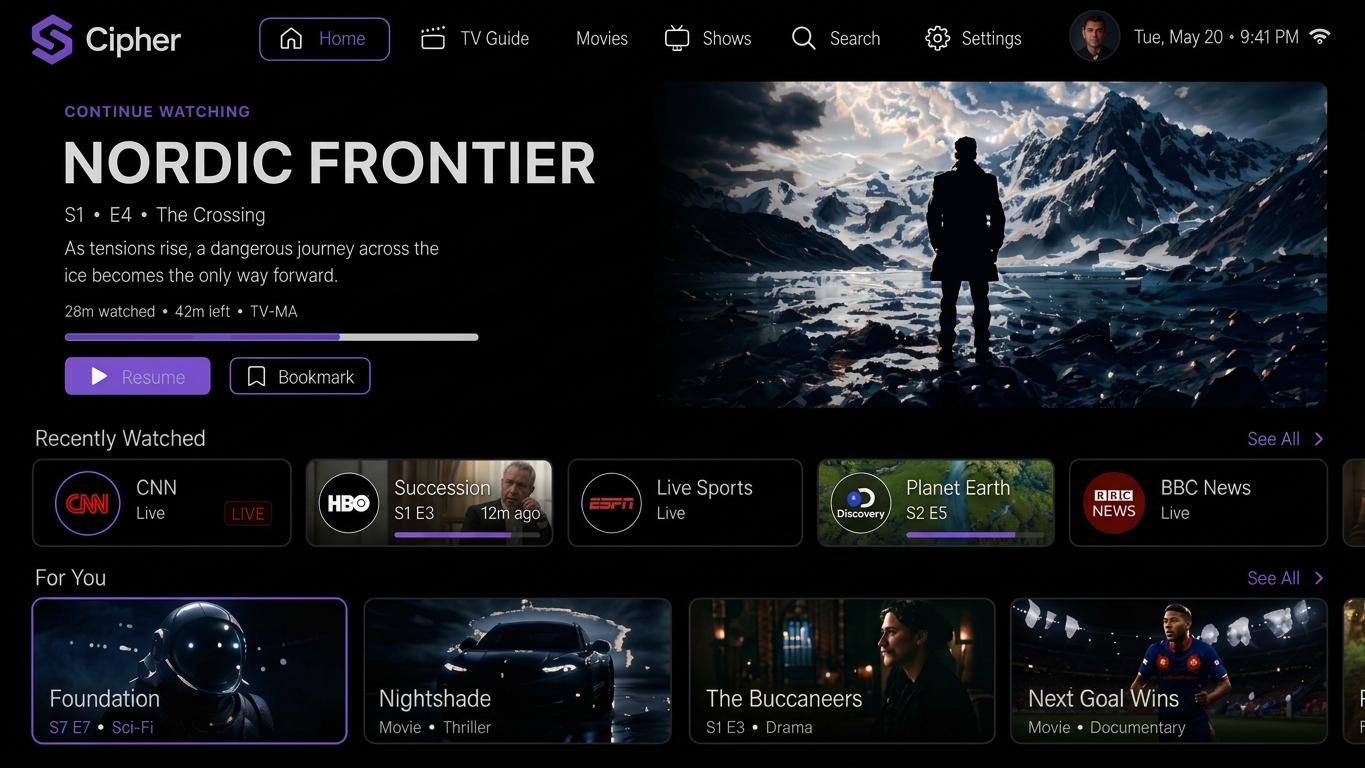 Cipher
Home
TV Guide
Movies
Shows
Search
Settings
Tue, May 20 • 9:41 PM
CONTINUE WATCHING
NORDIC FRONTIER
S1 • E4 • The Crossing
As tensions rise, a dangerous journey across the
ice becomes the only way forward.
28m watched • 42m left • TV-MA
Resume
Bookmark
Recently Watched
See All
CNN
CNN
Live
LIVE
HBO
Succession
S1 E3
12m ago
ESPN
Live Sports
Live
Discovery
Planet Earth
S2 E5
BBC
NEWS
BBC News
Live
For You
See All
Foundation
S7 E7 • Sci-Fi
Nightshade
Movie • Thriller
The Buccaneers
S1 E3 • Drama
Next Goal Wins
Movie • Documentary